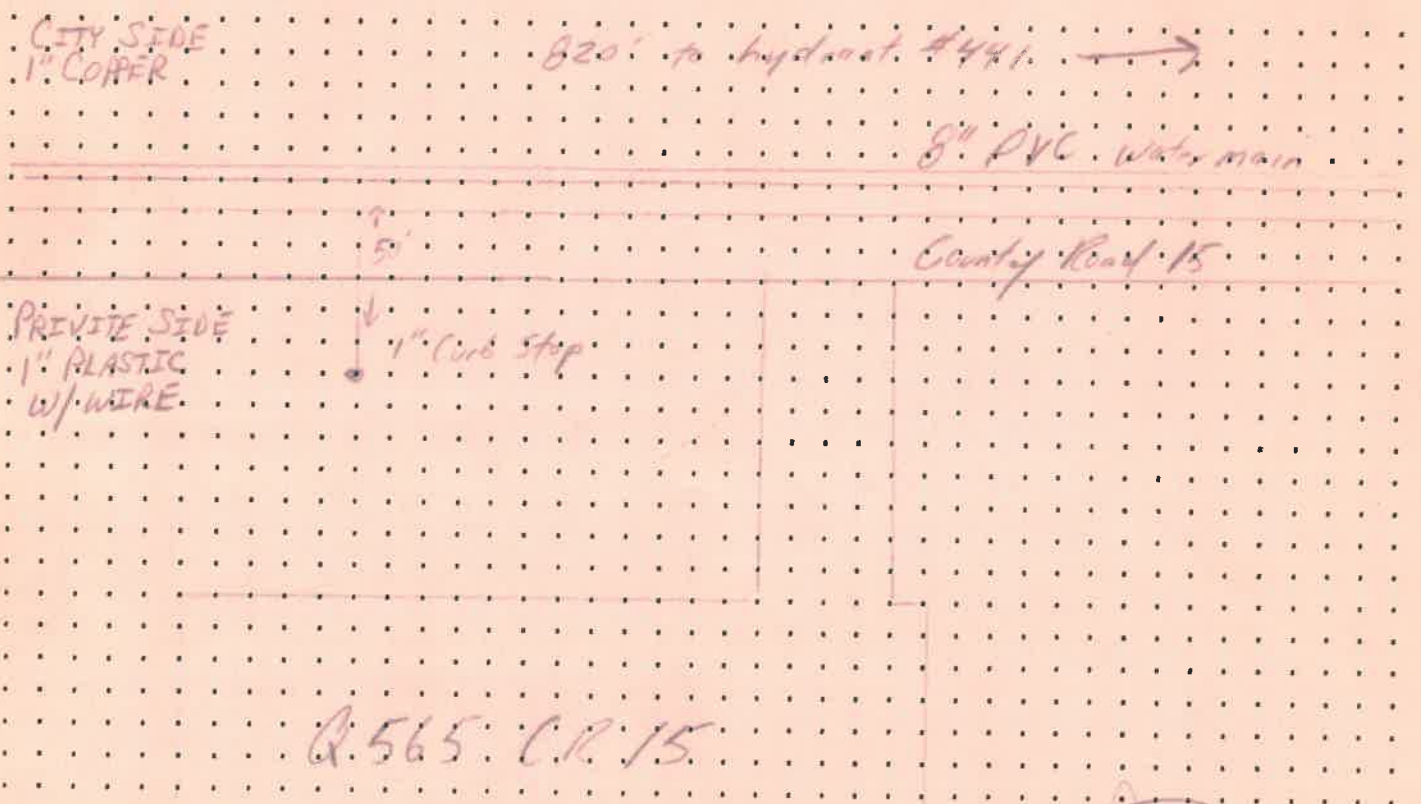 CITY SIDE
1" COPPER
820' to hydrant #441
8" PVC water main
50'
County Road 15
PRIVITE SIDE
1" PLASTIC
W/ WIRE
1" Curb Stop
Q565 CR 15